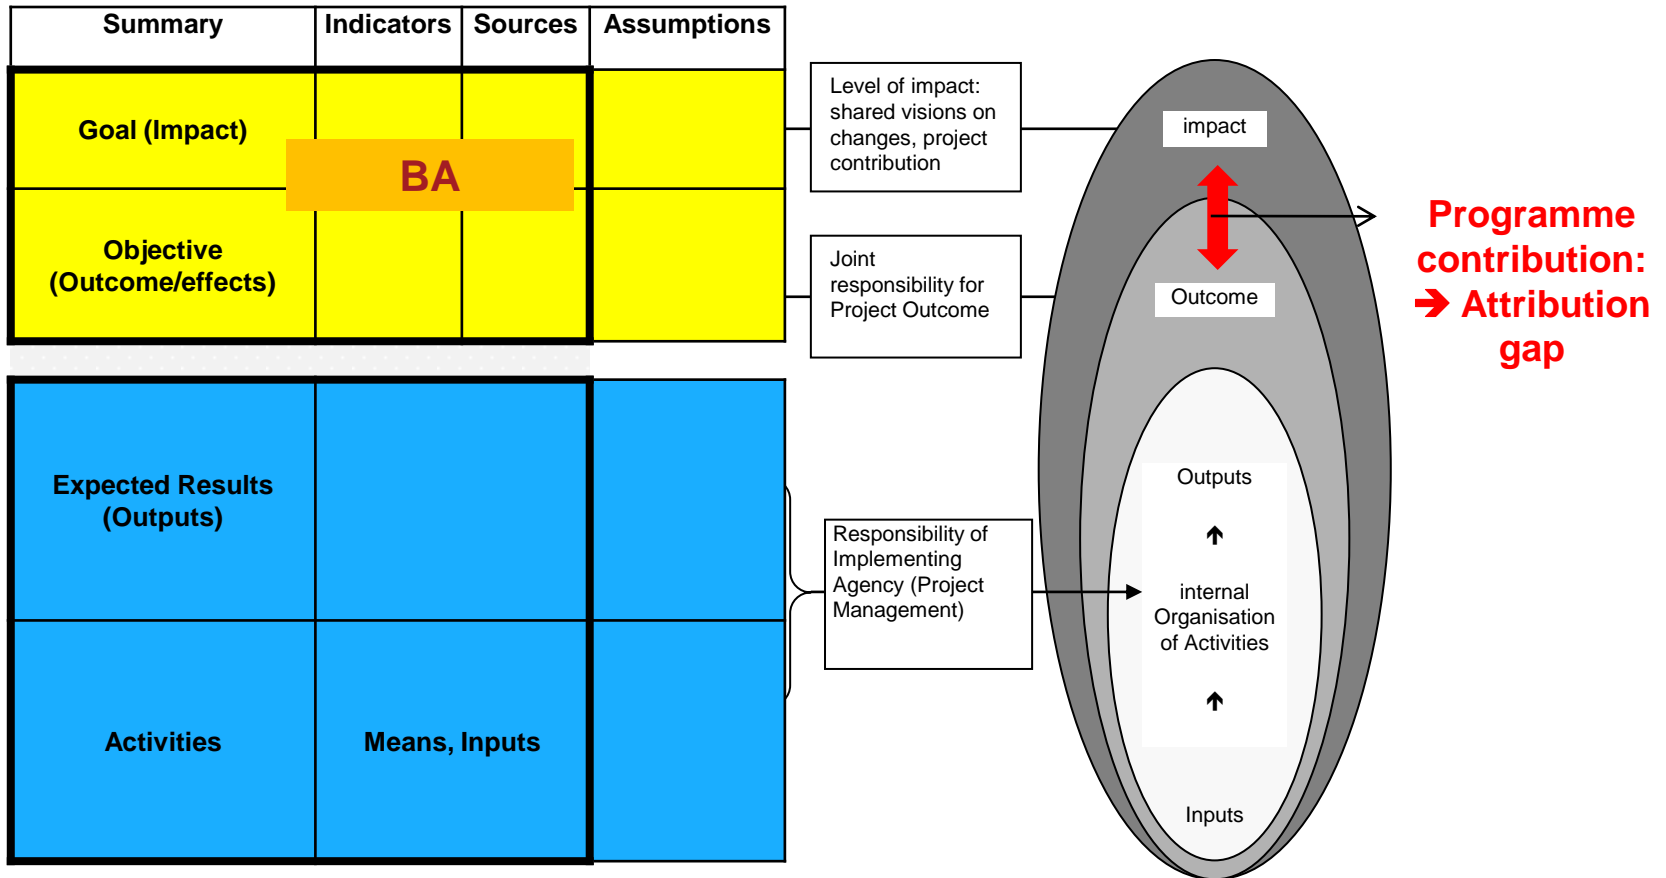 Summary
Indicators
Sources
Assumptions
Goal (Impact)
BA
Objective
(Outcome/effects)
Expected Results
(Outputs)
Activities
Means, Inputs
Level of impact:
shared visions on
changes, project
contribution
Joint
responsibility for
Project Outcome
Responsibility of
Implementing
Agency (Project
Management)
impact
Outcome
Outputs
internal
Organisation
of Activities
Inputs
Programme
contribution:
➔ Attribution
gap